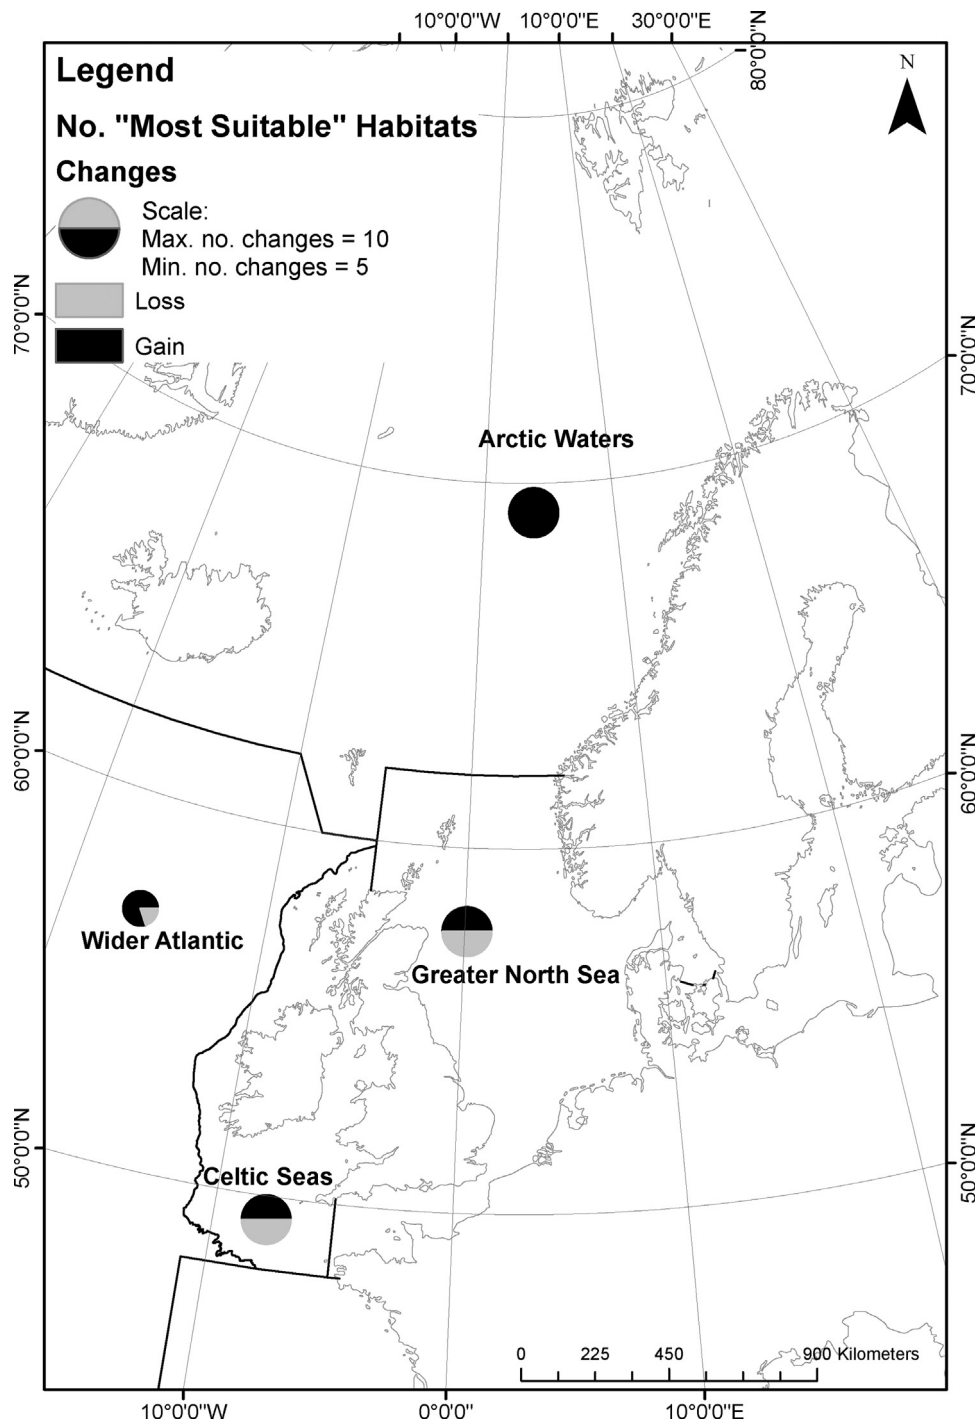 10°0'0"W 10°0'0"E 30°0'0"E
80°0'0"N
N
Legend
No. "Most Suitable" Habitats
Changes
Scale:
Max. no. changes = 10
Min. no. changes = 5
Loss
Gain
70°0'0"N
70°0'0"N
Arctic Waters
60°0'0"N
60°0'0"N
Wider Atlantic
Greater North Sea
50°0'0"N
50°0'0"N
Celtic Seas
0 225 450 900 Kilometers
10°0'0"W 0°0'0" 10°0'0"E